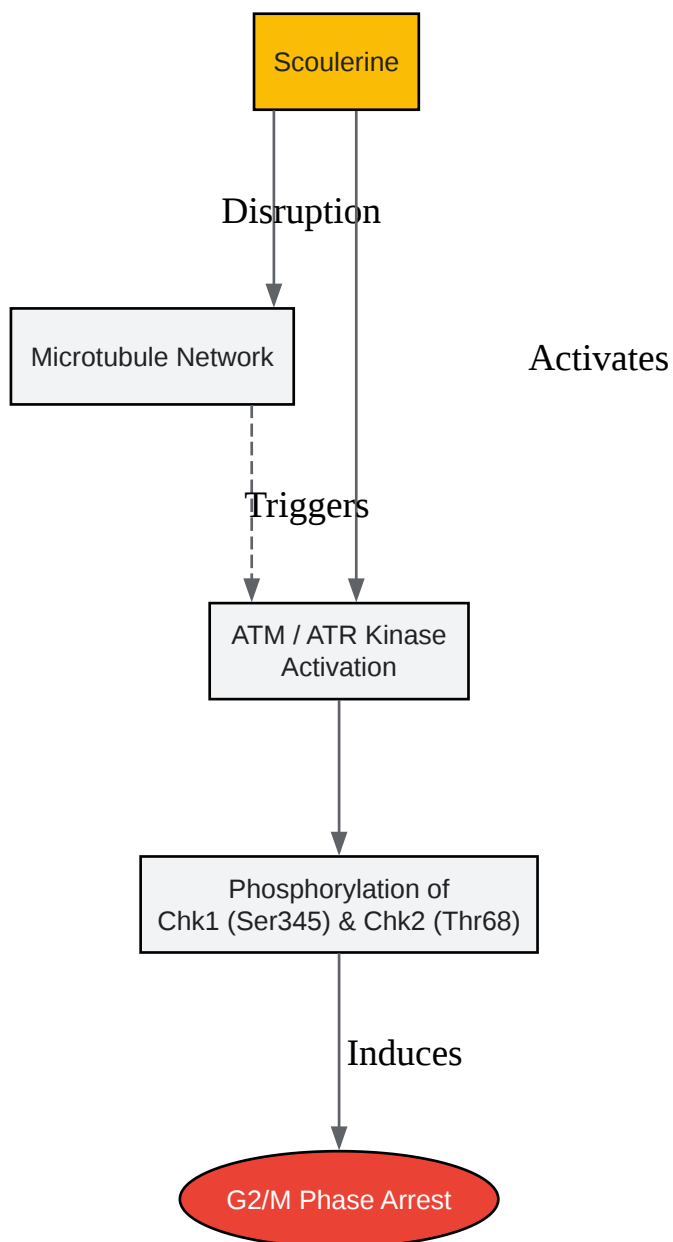 Scoulerine
Disruption
Microtubule Network
Activates
Triggers
ATM / ATR Kinase
Activation
Phosphorylation of
Chk1 (Ser345) & Chk2 (Thr68)
Induces
G2/M Phase Arrest